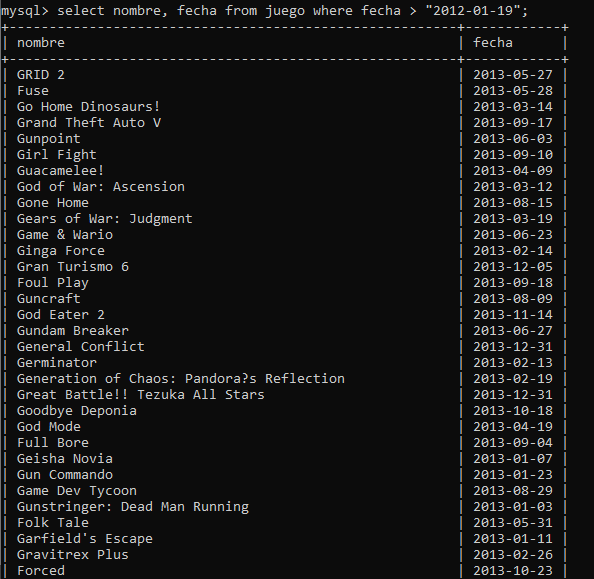 mysql> select nombre, fecha from juego where fecha > "2012-01-19";
+--------------------------------------------------------+------------+
| nombre | fecha |
+--------------------------------------------------------+------------+
| GRID 2 | 2013-05-27 |
| Fuse | 2013-05-28 |
| Go Home Dinosaurs! | 2013-03-14 |
| Grand Theft Auto V | 2013-09-17 |
| Gunpoint | 2013-06-03 |
| Girl Fight | 2013-09-10 |
| Guacamelee! | 2013-04-09 |
| God of War: Ascension | 2013-03-12 |
| Gone Home | 2013-08-15 |
| Gears of War: Judgment | 2013-03-19 |
| Game & Wario | 2013-06-23 |
| Ginga Force | 2013-02-14 |
| Gran Turismo 6 | 2013-12-05 |
| Foul Play | 2013-09-18 |
| Guncraft | 2013-08-09 |
| God Eater 2 | 2013-11-14 |
| Gundam Breaker | 2013-06-27 |
| General Conflict | 2013-12-31 |
| Germinator | 2013-02-13 |
| Generation of Chaos: Pandora?s Reflection | 2013-02-19 |
| Great Battle!! Tezuka All Stars | 2013-12-31 |
| Goodbye Deponia | 2013-10-18 |
| God Mode | 2013-04-19 |
| Full Bore | 2013-09-04 |
| Geisha Novia | 2013-01-07 |
| Gun Commando | 2013-01-23 |
| Game Dev Tycoon | 2013-08-29 |
| Gunstringer: Dead Man Running | 2013-01-03 |
| Folk Tale | 2013-05-31 |
| Garfield's Escape | 2013-01-11 |
| Gravitrex Plus | 2013-02-26 |
| Forced | 2013-10-23 |